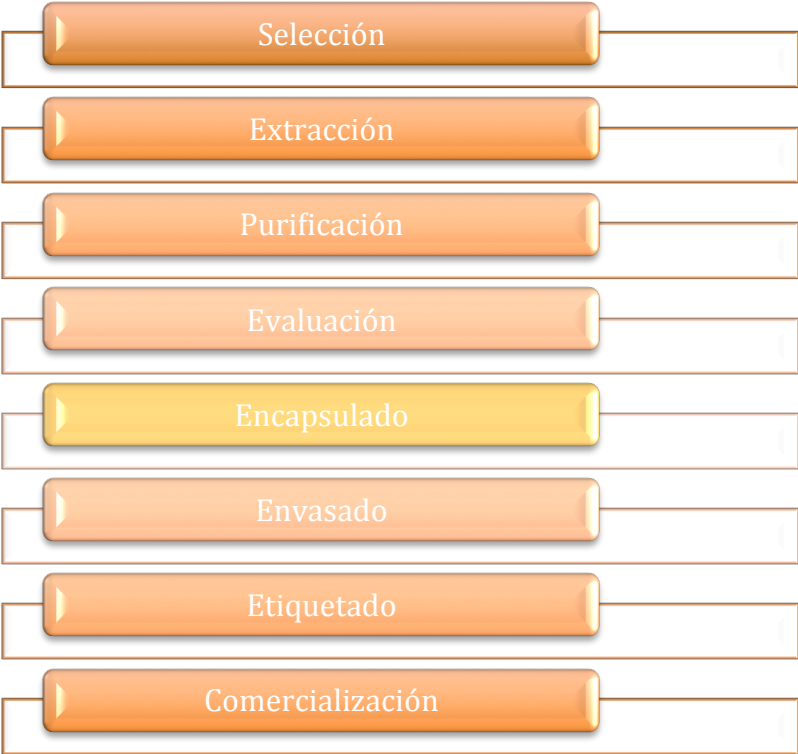 Selección
Extracción
Purificación
Evaluación
Encapsulado
Envasado
Etiquetado
Comercialización